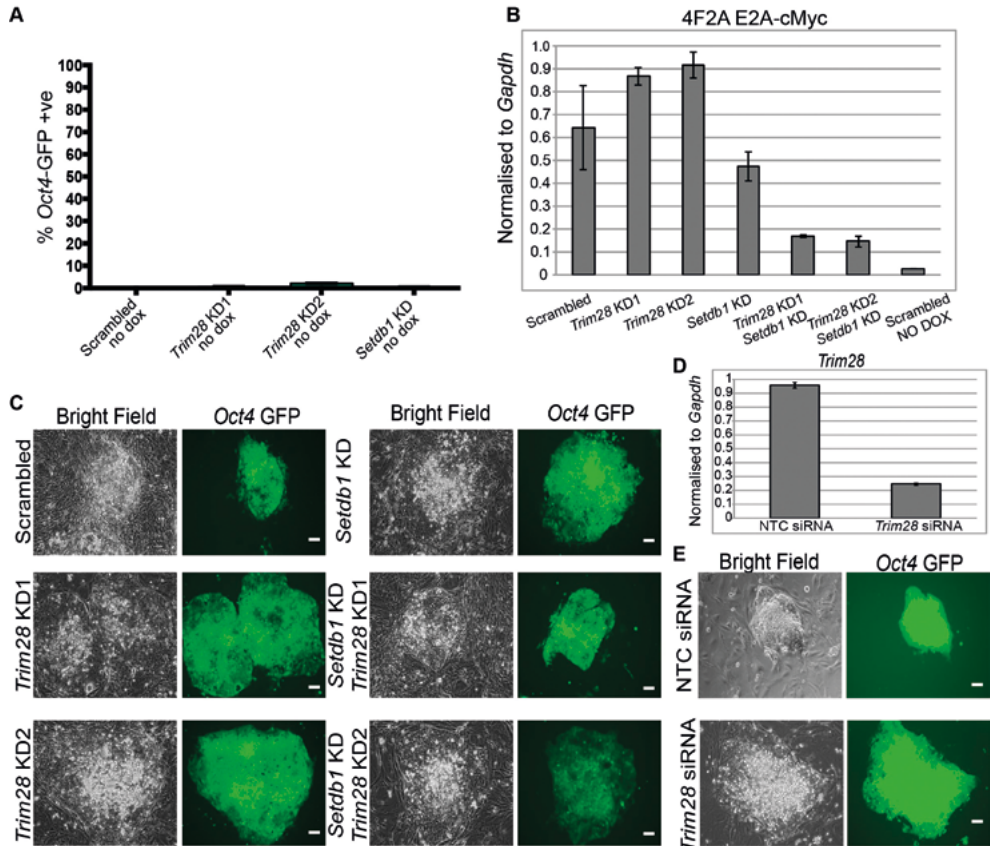 A
% Oct4-GFP +ve
100
90
80
70
60
50
40
30
20
10
0
Scrambled
no dox
Trim28 KD1
no dox
Trim28 KD2
no dox
Setdb1 KD
no dox
B
4F2A E2A-cMyc
Normalised to Gapdh
1.0
0.9
0.8
0.7
0.6
0.5
0.4
0.3
0.2
0.1
0
Scrambled
Trim28 KD1
Trim28 KD2
Setdb1 KD
Trim28 KD1
Setdb1 KD
Trim28 KD2
Setdb1 KD
Scrambled
NO DOX
C
Bright Field
Oct4 GFP
Bright Field
Oct4 GFP
Scrambled
Setdb1 KD
Trim28 KD1
Setdb1 KD
Trim28 KD1
Trim28 KD2
Setdb1 KD
Trim28 KD2
D
Trim28
Normalised to Gapdh
1
0.9
0.8
0.7
0.6
0.5
0.4
0.3
0.2
0.1
0
NTC siRNA
Trim28 siRNA
E
Bright Field
Oct4 GFP
NTC siRNA
Trim28 siRNA